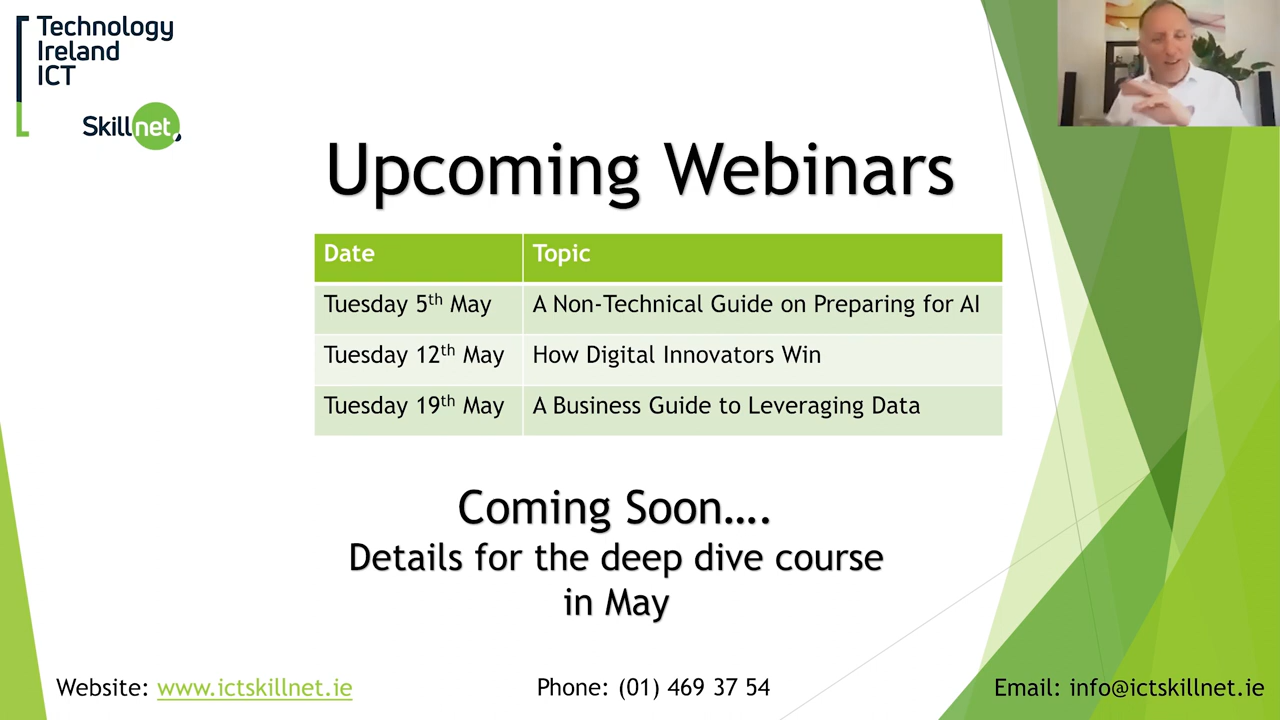 Technology
Ireland
ICT
Skillnet
Upcoming Webinars
Date Topic
Tuesday 5th May A Non-Technical Guide on Preparing for AI
Tuesday 12th May How Digital Innovators Win
Tuesday 19th May A Business Guide to Leveraging Data
Coming Soon....
Details for the deep dive course
in May
Website: www.ictskillnet.ie Phone: (01) 469 37 54 Email: info@ictskillnet.ie